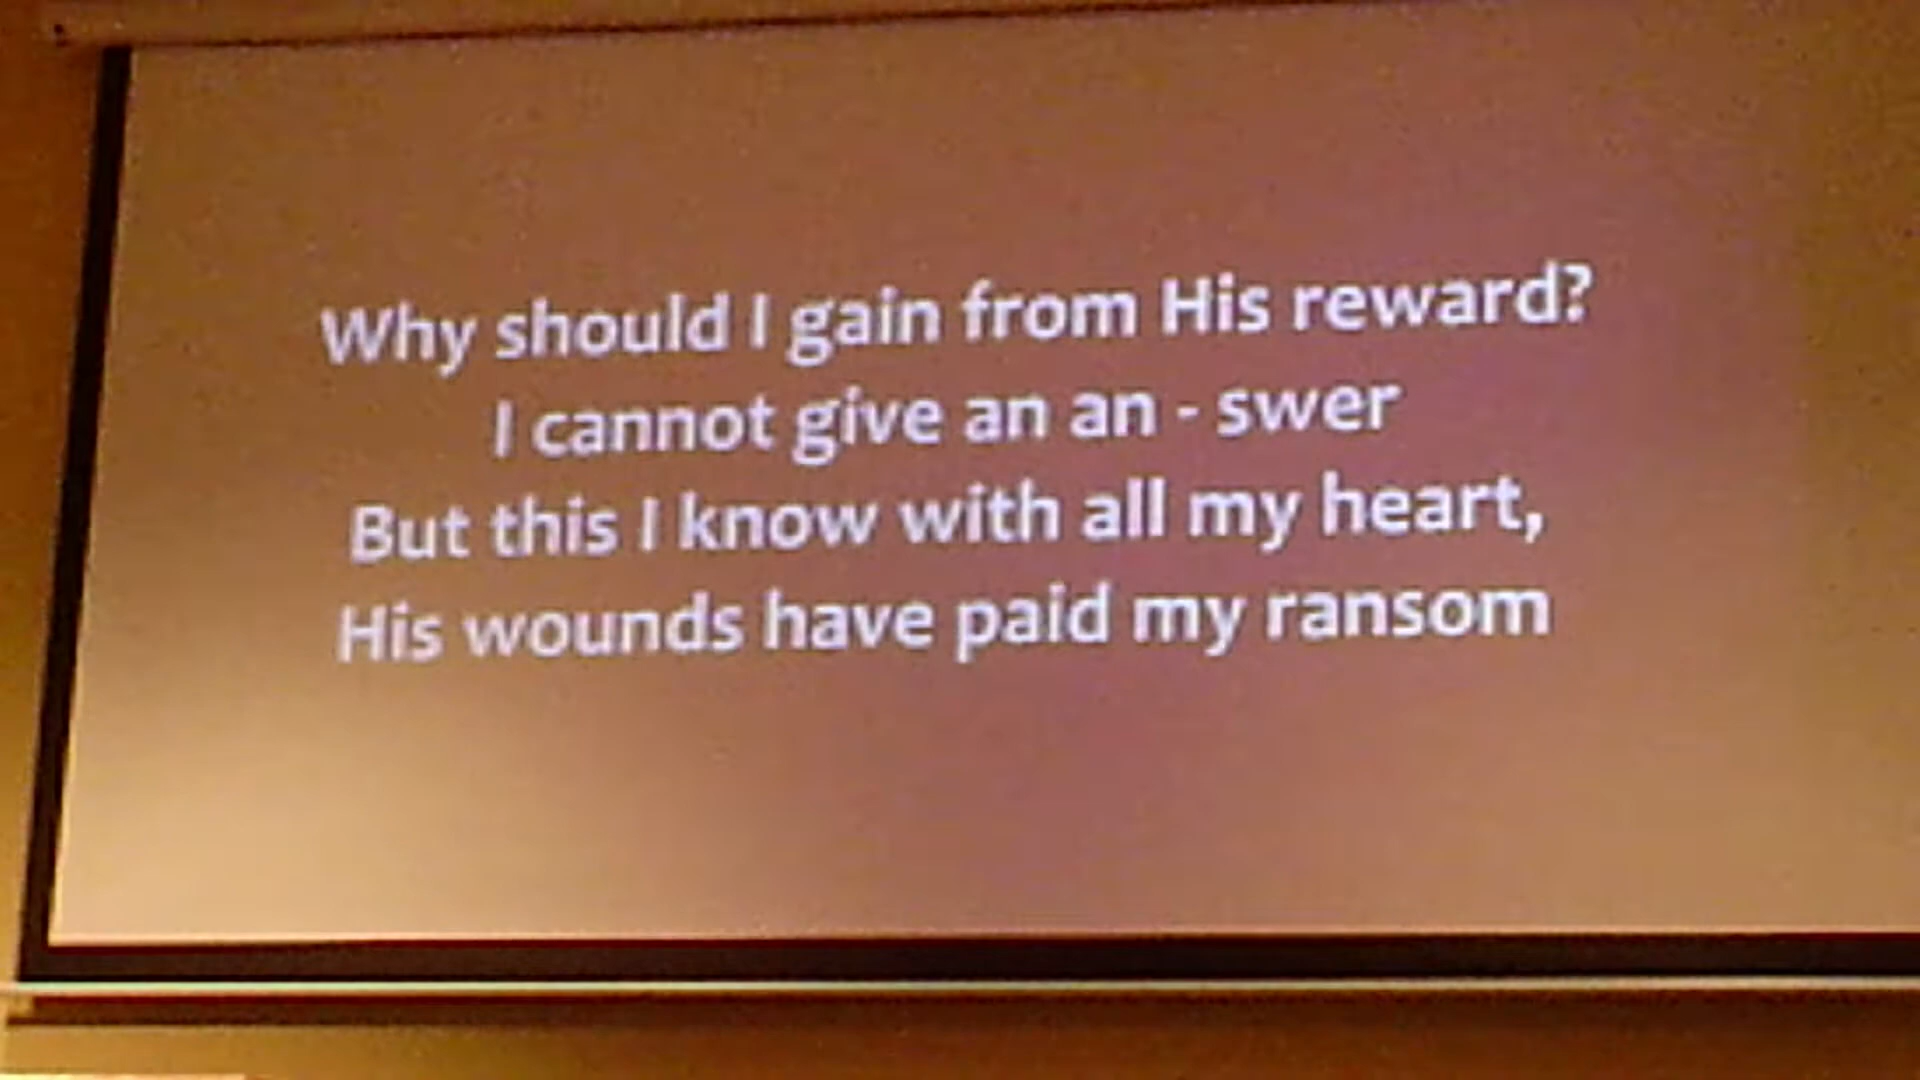 Why should I gain from His reward?
I cannot give an an - swer
But this I know with all my heart,
His wounds have paid my ransom